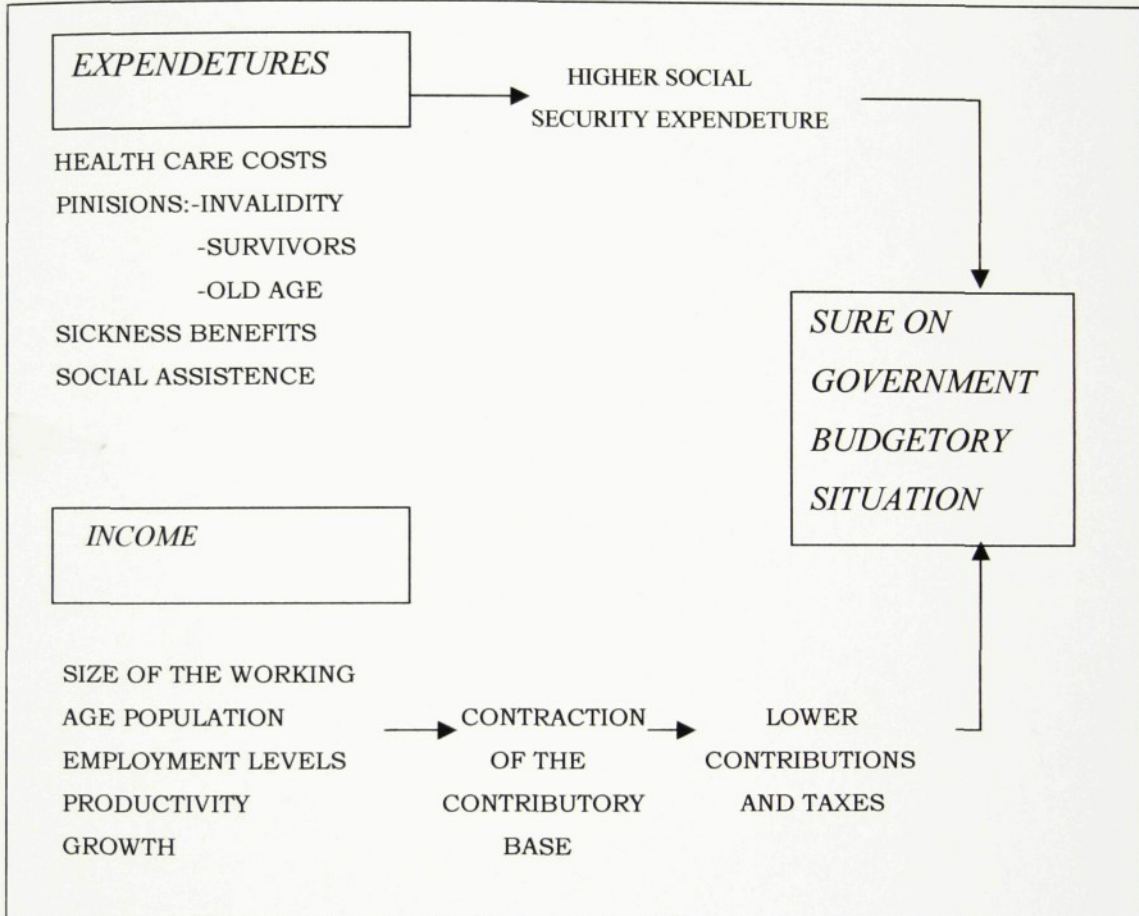 EXPENDETURES
HIGHER SOCIAL
SECURITY EXPENDETURE
HEALTH CARE COSTS
PINISIONS:-INVALIDITY
-SURVIVORS
-OLD AGE
SICKNESS BENEFITS
SOCIAL ASSISTENCE
SURE ON
GOVERNMENT
BUDGETORY
SITUATION
INCOME
SIZE OF THE WORKING
AGE POPULATION
EMPLOYMENT LEVELS
PRODUCTIVITY
GROWTH
CONTRACTION
OF THE
CONTRIBUTORY
BASE
LOWER
CONTRIBUTIONS
AND TAXES